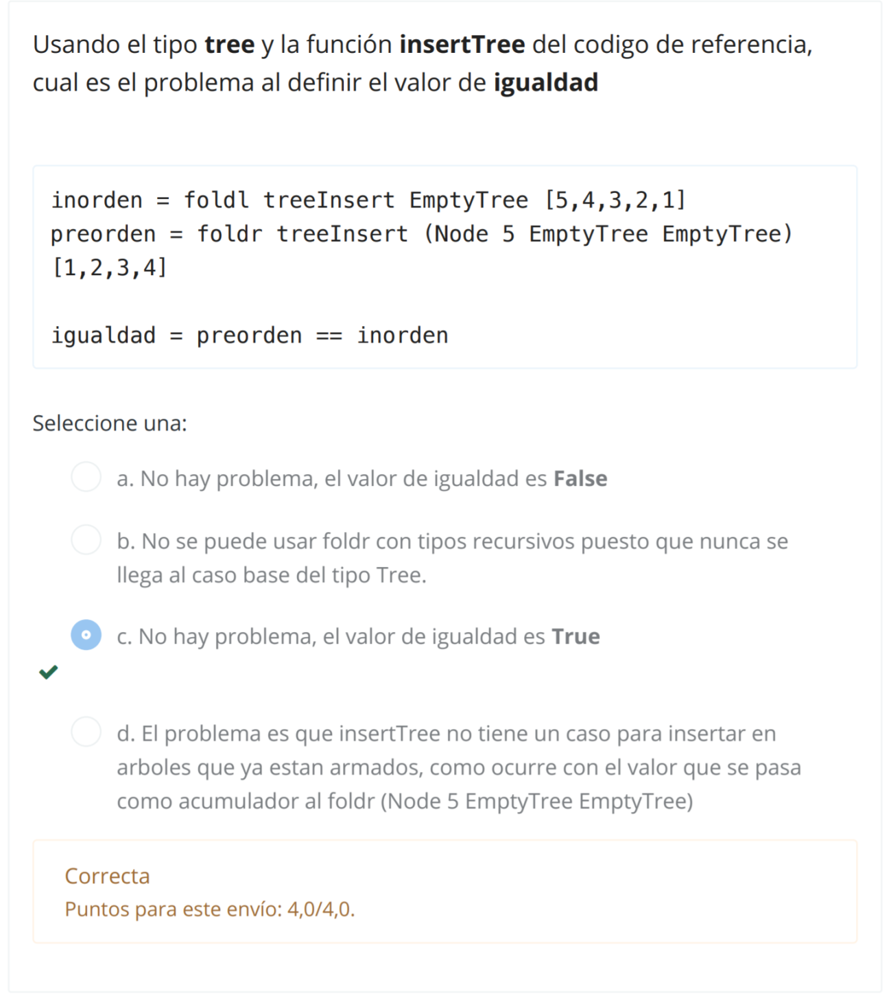 Usando el tipo tree y la función insertTree del codigo de referencia,
cual es el problema al definir el valor de igualdad
inorden = foldl treeInsert EmptyTree [5,4,3,2,1]
preorden = foldr treeInsert (Node 5 EmptyTree EmptyTree)
[1,2,3,4]
igualdad = preorden == inorden
Seleccione una:
a. No hay problema, el valor de igualdad es False
b. No se puede usar foldr con tipos recursivos puesto que nunca se
llega al caso base del tipo Tree.
c. No hay problema, el valor de igualdad es True
d. El problema es que insertTree no tiene un caso para insertar en
arboles que ya estan armados, como ocurre con el valor que se pasa
como acumulador al foldr (Node 5 EmptyTree EmptyTree)
Correcta
Puntos para este envío: 4,0/4,0.